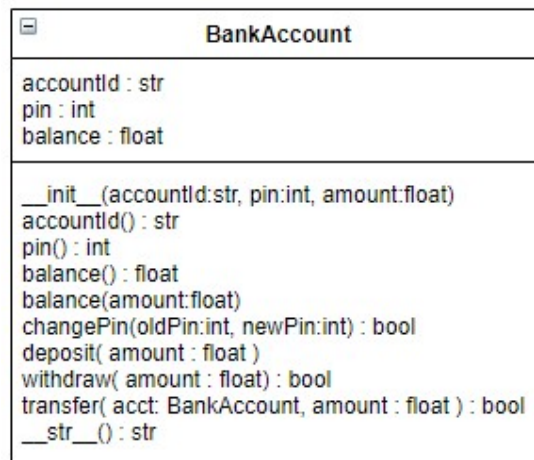 BankAccount
accountId : str
pin : int
balance : float
__init__(accountId:str, pin:int, amount:float)
accountId() : str
pin() : int
balance() : float
balance(amount:float)
changePin(oldPin:int, newPin:int) : bool
deposit( amount : float )
withdraw( amount : float) : bool
transfer( acct: BankAccount, amount : float ) : bool
__str__() : str